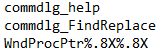 commdlg_help
commdlg_FindReplace
WndProcPtr%.8X%.8X